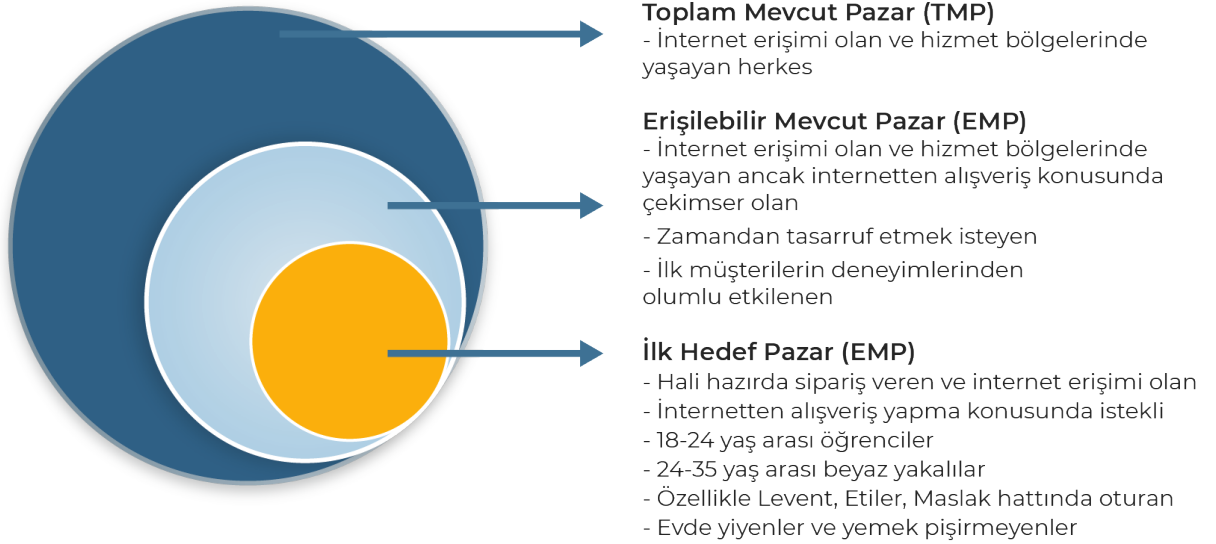 Toplam Mevcut Pazar (TMP)
- İnternet erişimi olan ve hizmet bölgelerinde
yaşayan herkes
Erişilebilir Mevcut Pazar (EMP)
- İnternet erişimi olan ve hizmet bölgelerinde
yaşayan ancak internetten alışveriş konusunda
çekimser olan
- Zamandan tasarruf etmek isteyen
- İlk müşterilerin deneyimlerinden
olumlu etkilenen
İlk Hedef Pazar (EMP)
- Hali hazırda sipariş veren ve internet erişimi olan
- İnternetten alışveriş yapma konusunda istekli
- 18-24 yaş arası öğrenciler
- 24-35 yaş arası beyaz yakalılar
- Özellikle Levent, Etiler, Maslak hattında oturan
- Evde yiyenler ve yemek pişirmeyenler